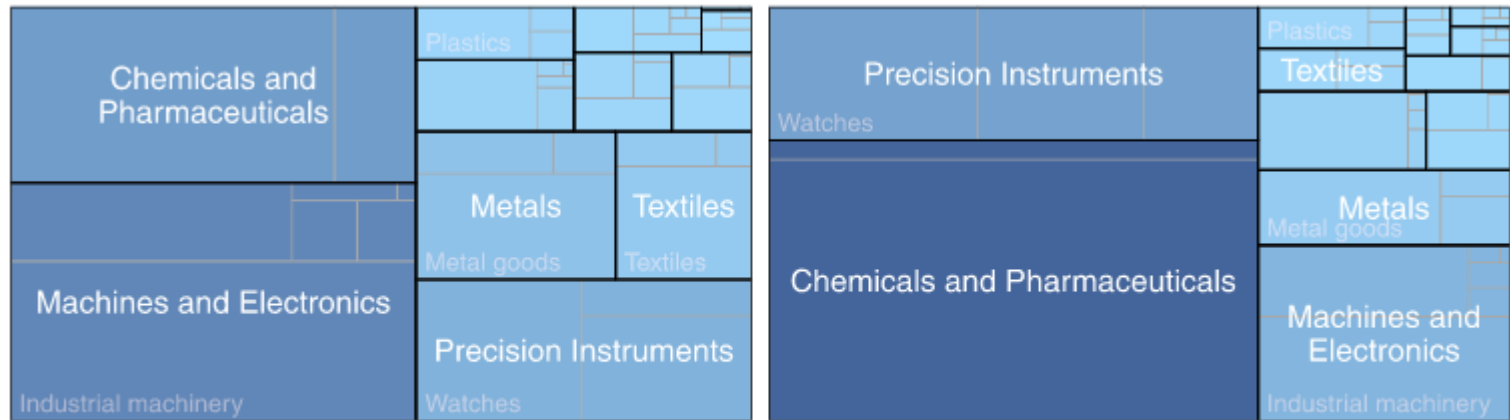 Chemicals and
Pharmaceuticals
Machines and Electronics
Industrial machinery
Plastics
Metals
Metal goods
Textiles
Textiles
Precision Instruments
Watches
Precision Instruments
Watches
Chemicals and Pharmaceuticals
Plastics
Textiles
Metals
Metal goods
Machines and
Electronics
Industrial machinery